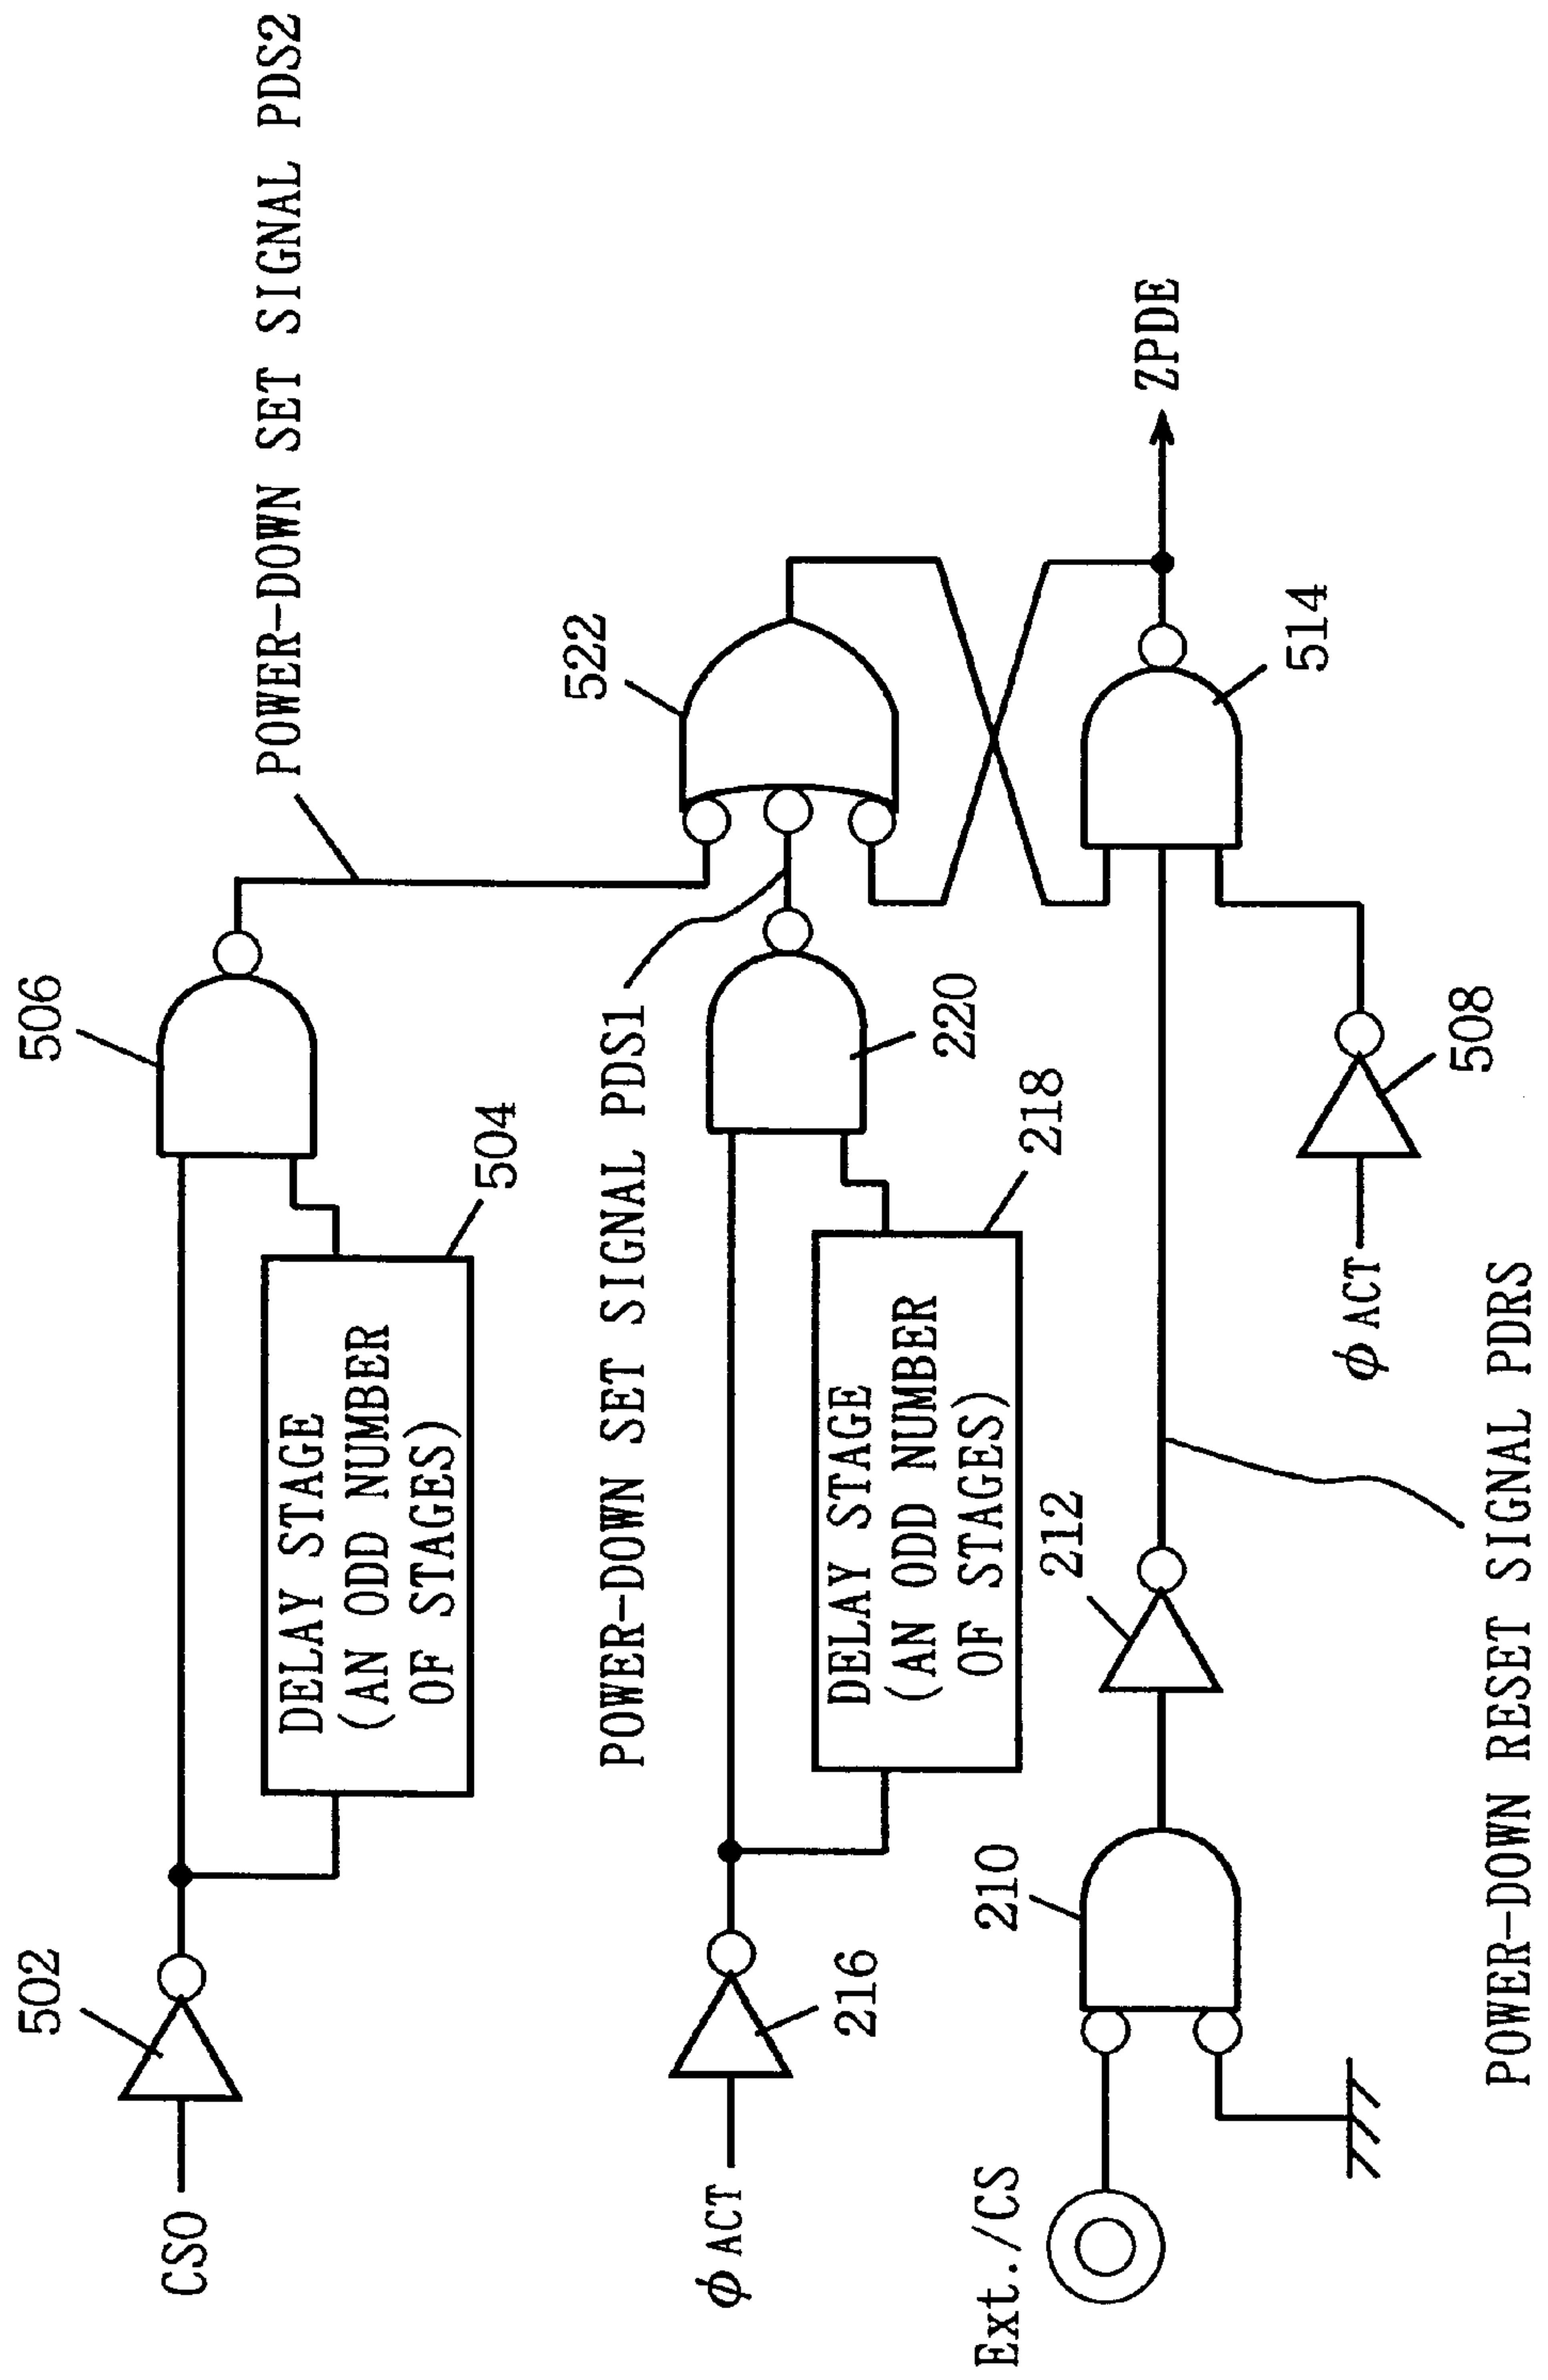 POWER-DOWN SET SIGNAL PDS2
506
502
CS0
504
DELAY STAGE
(AN ODD NUMBER
OF STAGES)
522
POWER-DOWN SET SIGNAL PDS1
220
216
φ ACT
218
DELAY STAGE
(AN ODD NUMBER
OF STAGES)
ZPDE
514
212
210
Ext./CS
508
φ ACT
POWER-DOWN RESET SIGNAL PDRS